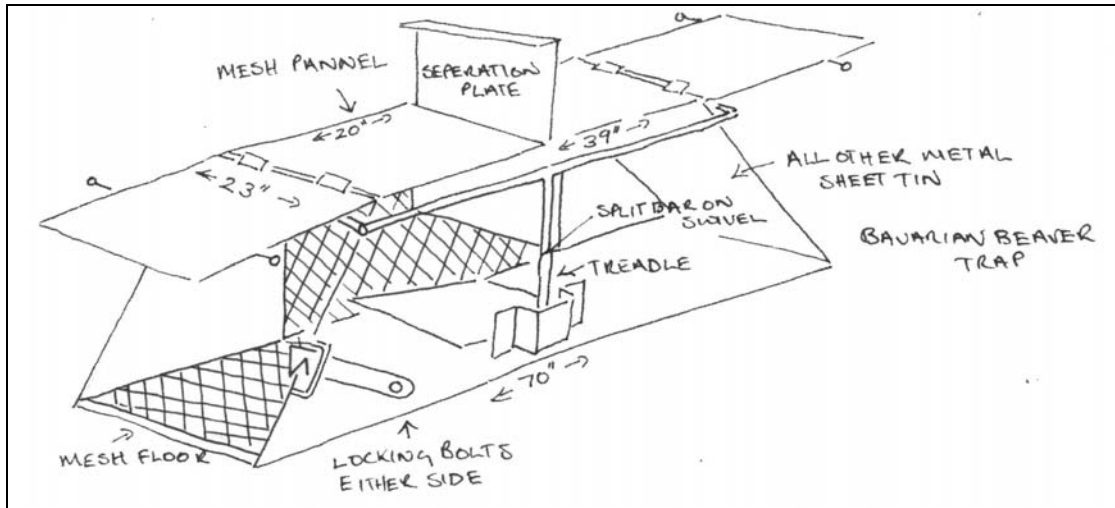 MESH PANNEL
SEPERATION
PLATE
20"
39"
23"
ALL OTHER METAL
SHEET TIN
SPLIT BAR ON
SWIVEL
BAVARIAN BEAVER
TRAP
TREADLE
70"
MESH FLOOR
LOCKING BOLTS
EITHER SIDE